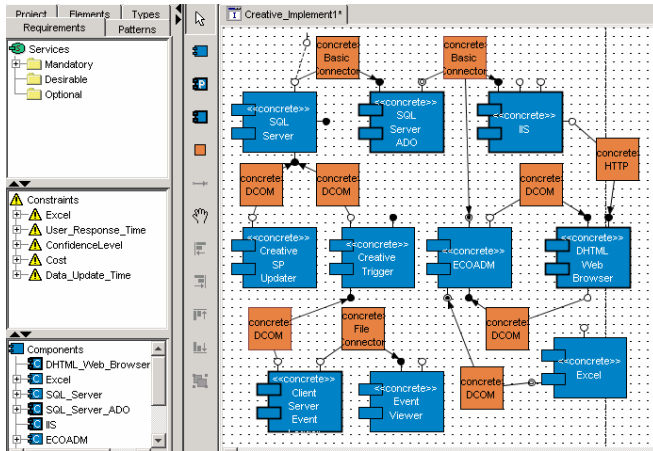 Project Elements Types
Requirements Patterns
Services
Mandatory
Desirable
Optional
Constraints
Excel
User_Response_Time
ConfidenceLevel
Cost
Data_Update_Time
Components
DHTML_Web_Browser
Excel
SQL_Server
SQL_Server_ADO
IIS
ECOADM
Creative_Implement1*
concrete
Basic
Connector
concrete
Basic
Connector
<<concrete>>
SQL
Server
<<concrete>>
SQL
Server
ADO
<<concrete>>
IIS
concrete
HTTP
concrete
DCOM
concrete
DCOM
concrete
DCOM
<<concrete>>
Creative
SP
Updater
<<concrete>>
Creative
Trigger
<<concrete>>
ECOADM
<<concrete>>
DHTML
Web
Browser
concrete
DCOM
concrete
File
Connector
concrete
DCOM
<<concrete>>
Client
Server
Event
<<concrete>>
Event
Viewer
concrete
DCOM
<<concrete>>
Excel